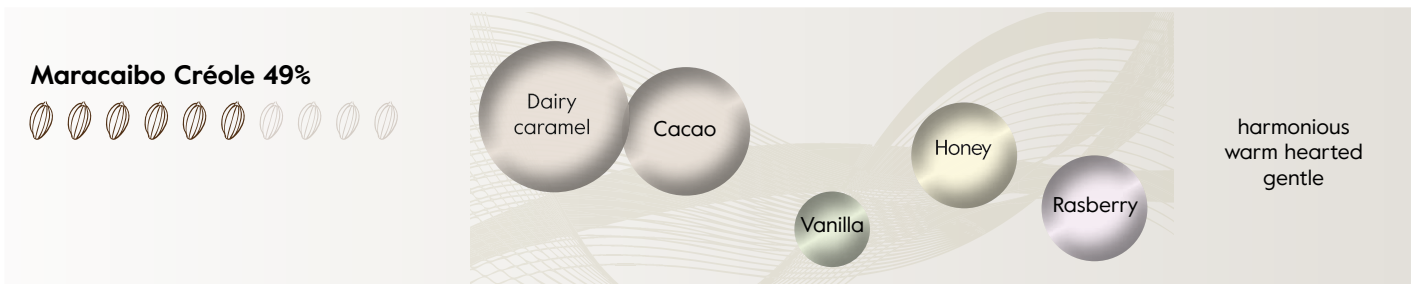 Maracaibo Créole 49%
Dairy
caramel
Cacao
Vanilla
Honey
Rasberry
harmonious
warm hearted
gentle